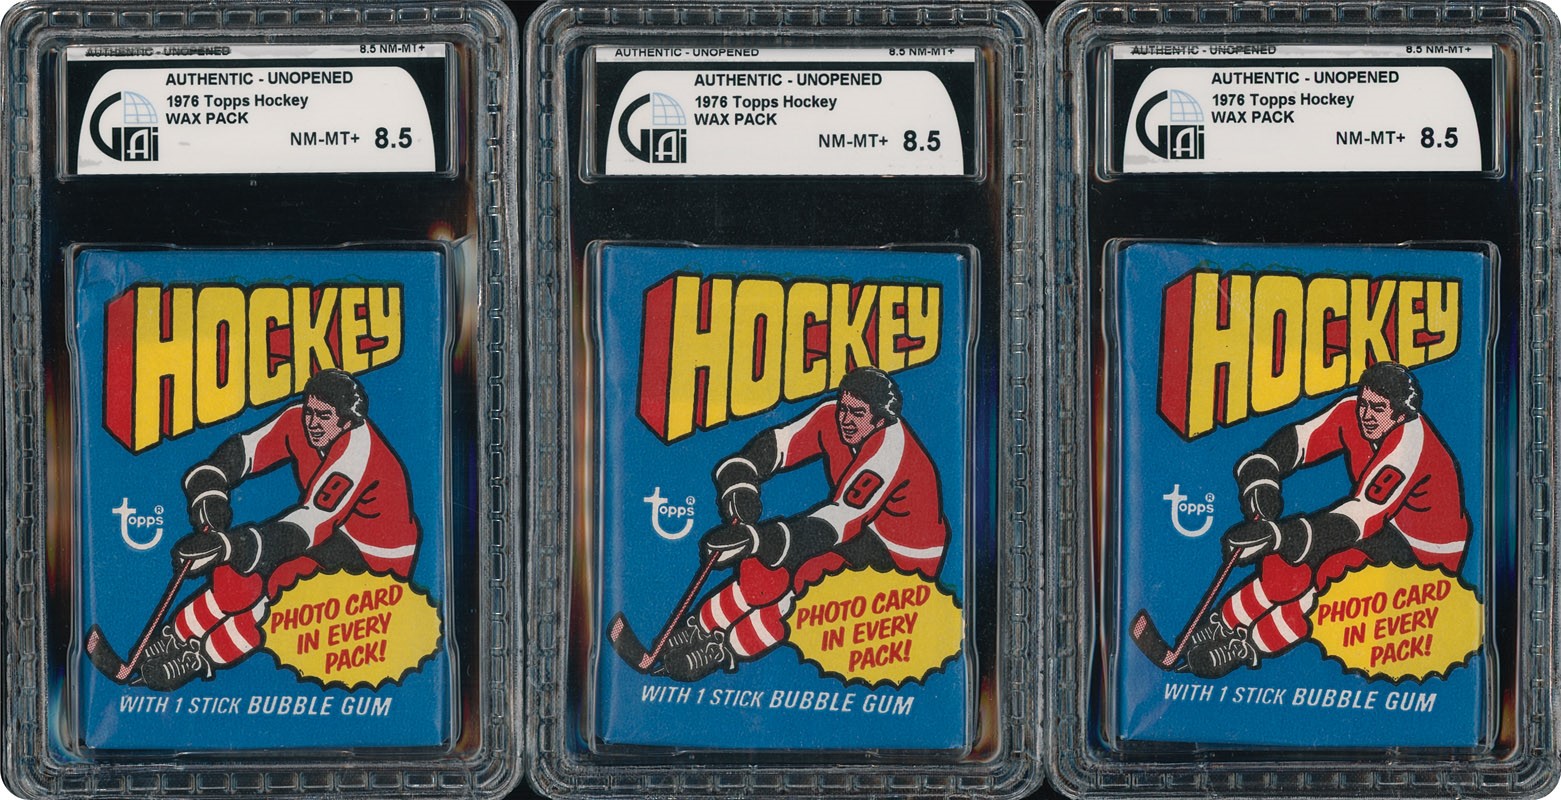 AUTHENTIC - UNOPENED 8.5 NM-MT+
AUTHENTIC - UNOPENED
1976 Topps Hockey
WAX PACK
GAi
NM-MT+ 8.5
HOCKEY
9
topps®
PHOTO CARD
IN EVERY
PACK!
WITH 1 STICK BUBBLE GUM
AUTHENTIC - UNOPENED 8.5 NM-MT+
AUTHENTIC - UNOPENED
1976 Topps Hockey
WAX PACK
GAi
NM-MT+ 8.5
HOCKEY
9
topps®
PHOTO CARD
IN EVERY
PACK!
WITH 1 STICK BUBBLE GUM
AUTHENTIC - UNOPENED 8.5 NM-MT+
AUTHENTIC - UNOPENED
1976 Topps Hockey
WAX PACK
GAi
NM-MT+ 8.5
HOCKEY
9
topps®
PHOTO CARD
IN EVERY
PACK!
WITH 1 STICK BUBBLE GUM